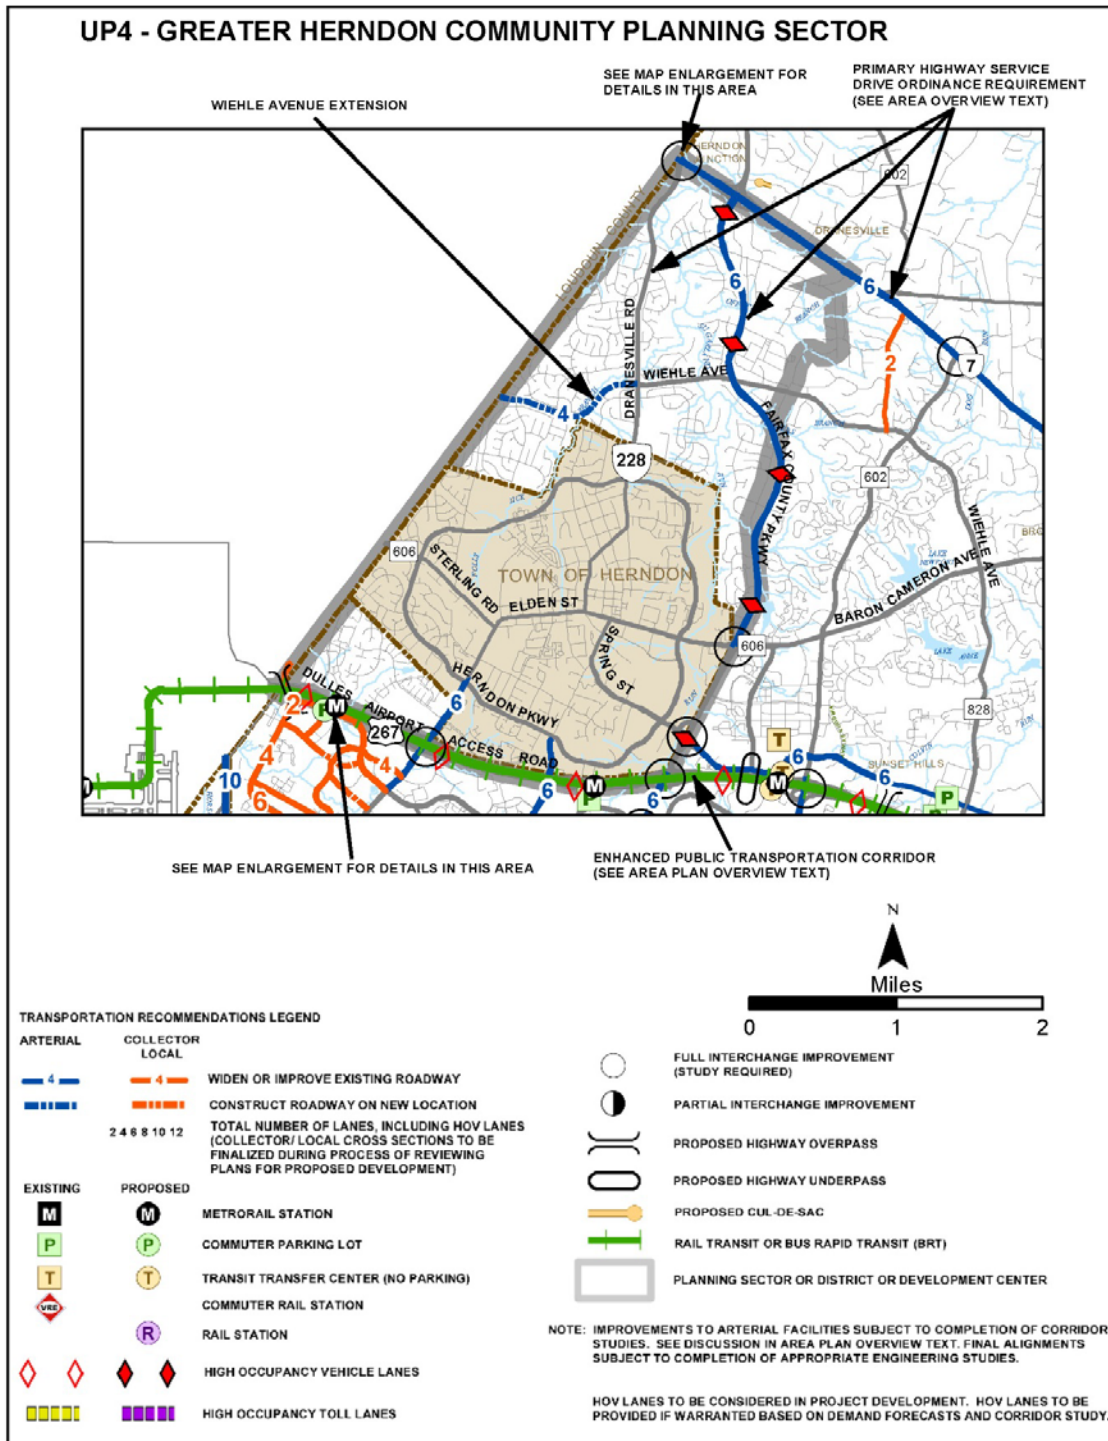 UP4 - GREATER HERNDON COMMUNITY PLANNING SECTOR
SEE MAP ENLARGEMENT FOR
DETAILS IN THIS AREA
PRIMARY HIGHWAY SERVICE
DRIVE ORDINANCE REQUIREMENT
(SEE AREA OVERVIEW TEXT)
WIEHLE AVENUE EXTENSION
HERNDON
JUNCTION
602
LOUDOUN COUNTY
DRANESVILLE
6
6
DRANESVILLE RD
2
7
WIEHLE AVE
4
FAIRFAX COUNTY PKWY
228
602
606
STERLING RD
TOWN OF HERNDON
ELDEN ST
SPRING ST
606
BARON CAMERON AVE
WIEHLE AVE
LAKE
HERNDON PKWY
828
DULLES AIRPORT ACCESS ROAD
267
2
P
M
6
4
4
10
6
6
M
P
6
T
T
M
6
6
SUNSET HILLS
P
SEE MAP ENLARGEMENT FOR DETAILS IN THIS AREA
ENHANCED PUBLIC TRANSPORTATION CORRIDOR
(SEE AREA PLAN OVERVIEW TEXT)
N
Miles
0 1 2
TRANSPORTATION RECOMMENDATIONS LEGEND
ARTERIAL COLLECTOR
LOCAL
4 4 WIDEN OR IMPROVE EXISTING ROADWAY
CONSTRUCT ROADWAY ON NEW LOCATION
2 4 6 8 10 12 TOTAL NUMBER OF LANES, INCLUDING HOV LANES
(COLLECTOR/ LOCAL CROSS SECTIONS TO BE
FINALIZED DURING PROCESS OF REVIEWING
PLANS FOR PROPOSED DEVELOPMENT)
EXISTING PROPOSED
M M METRORAIL STATION
P P COMMUTER PARKING LOT
T T TRANSIT TRANSFER CENTER (NO PARKING)
VRE COMMUTER RAIL STATION
R RAIL STATION
HIGH OCCUPANCY VEHICLE LANES
HIGH OCCUPANCY TOLL LANES
FULL INTERCHANGE IMPROVEMENT
(STUDY REQUIRED)
PARTIAL INTERCHANGE IMPROVEMENT
PROPOSED HIGHWAY OVERPASS
PROPOSED HIGHWAY UNDERPASS
PROPOSED CUL-DE-SAC
RAIL TRANSIT OR BUS RAPID TRANSIT (BRT)
PLANNING SECTOR OR DISTRICT OR DEVELOPMENT CENTER
NOTE: IMPROVEMENTS TO ARTERIAL FACILITIES SUBJECT TO COMPLETION OF CORRIDOR
STUDIES. SEE DISCUSSION IN AREA PLAN OVERVIEW TEXT. FINAL ALIGNMENTS
SUBJECT TO COMPLETION OF APPROPRIATE ENGINEERING STUDIES.
HOV LANES TO BE CONSIDERED IN PROJECT DEVELOPMENT. HOV LANES TO BE
PROVIDED IF WARRANTED BASED ON DEMAND FORECASTS AND CORRIDOR STUDY.